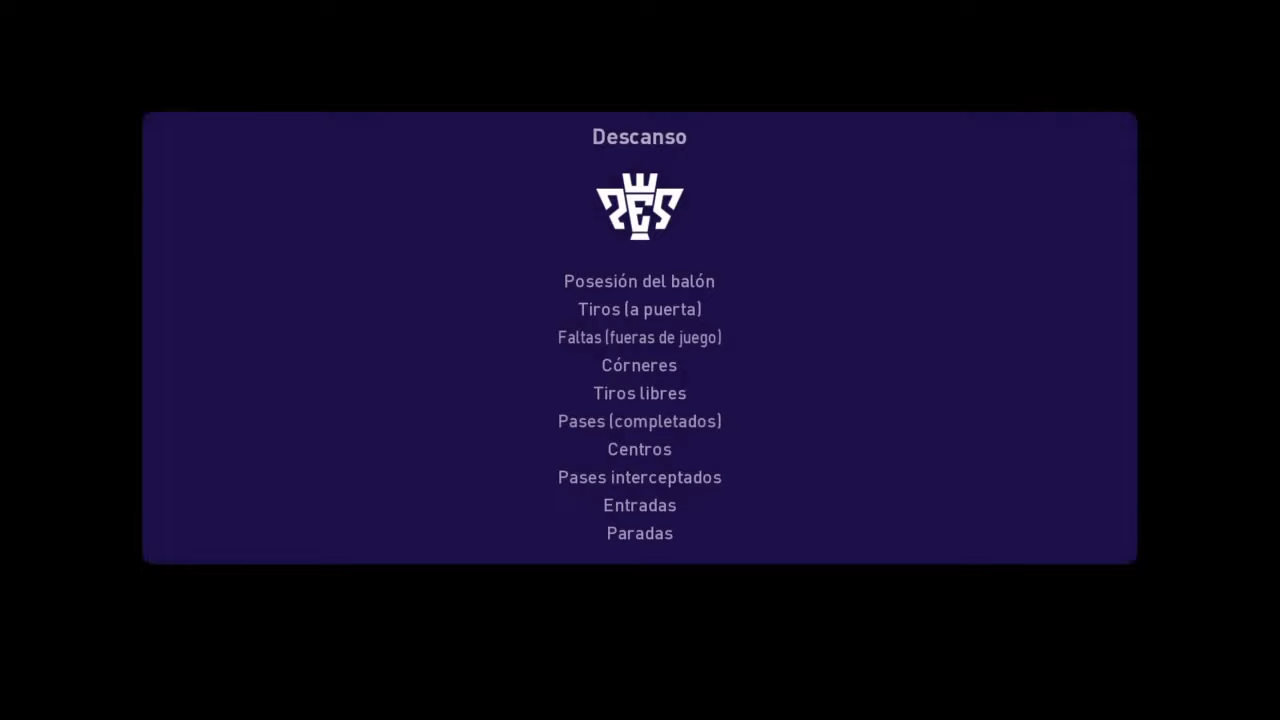 Descanso
PES
Posesión del balón
Tiros (a puerta)
Faltas (fueras de juego)
Córneres
Tiros libres
Pases (completados)
Centros
Pases interceptados
Entradas
Paradas